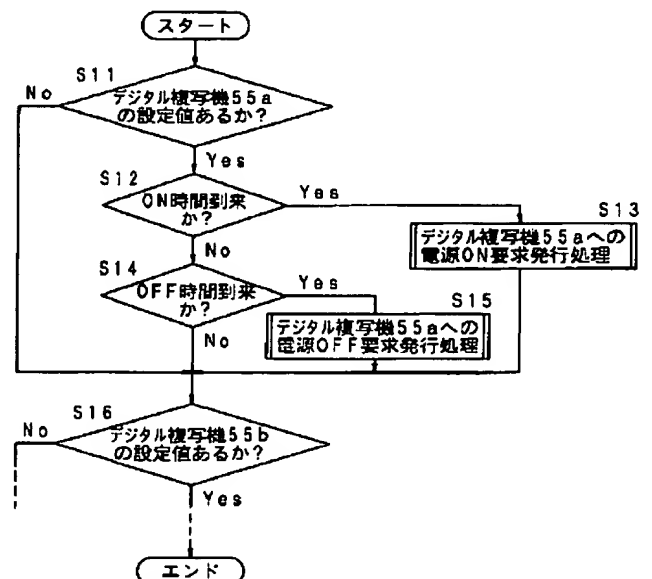 スタート
S11
No
デジタル複写機55a
の設定値あるか?
Yes
S12
ON時間到来
か?
Yes
S13
デジタル複写機55aへの
電源ON要求発行処理
No
S14
OFF時間到来
か?
Yes
S15
デジタル複写機55aへの
電源OFF要求発行処理
No
S16
No
デジタル複写機55b
の設定値あるか?
Yes
エンド